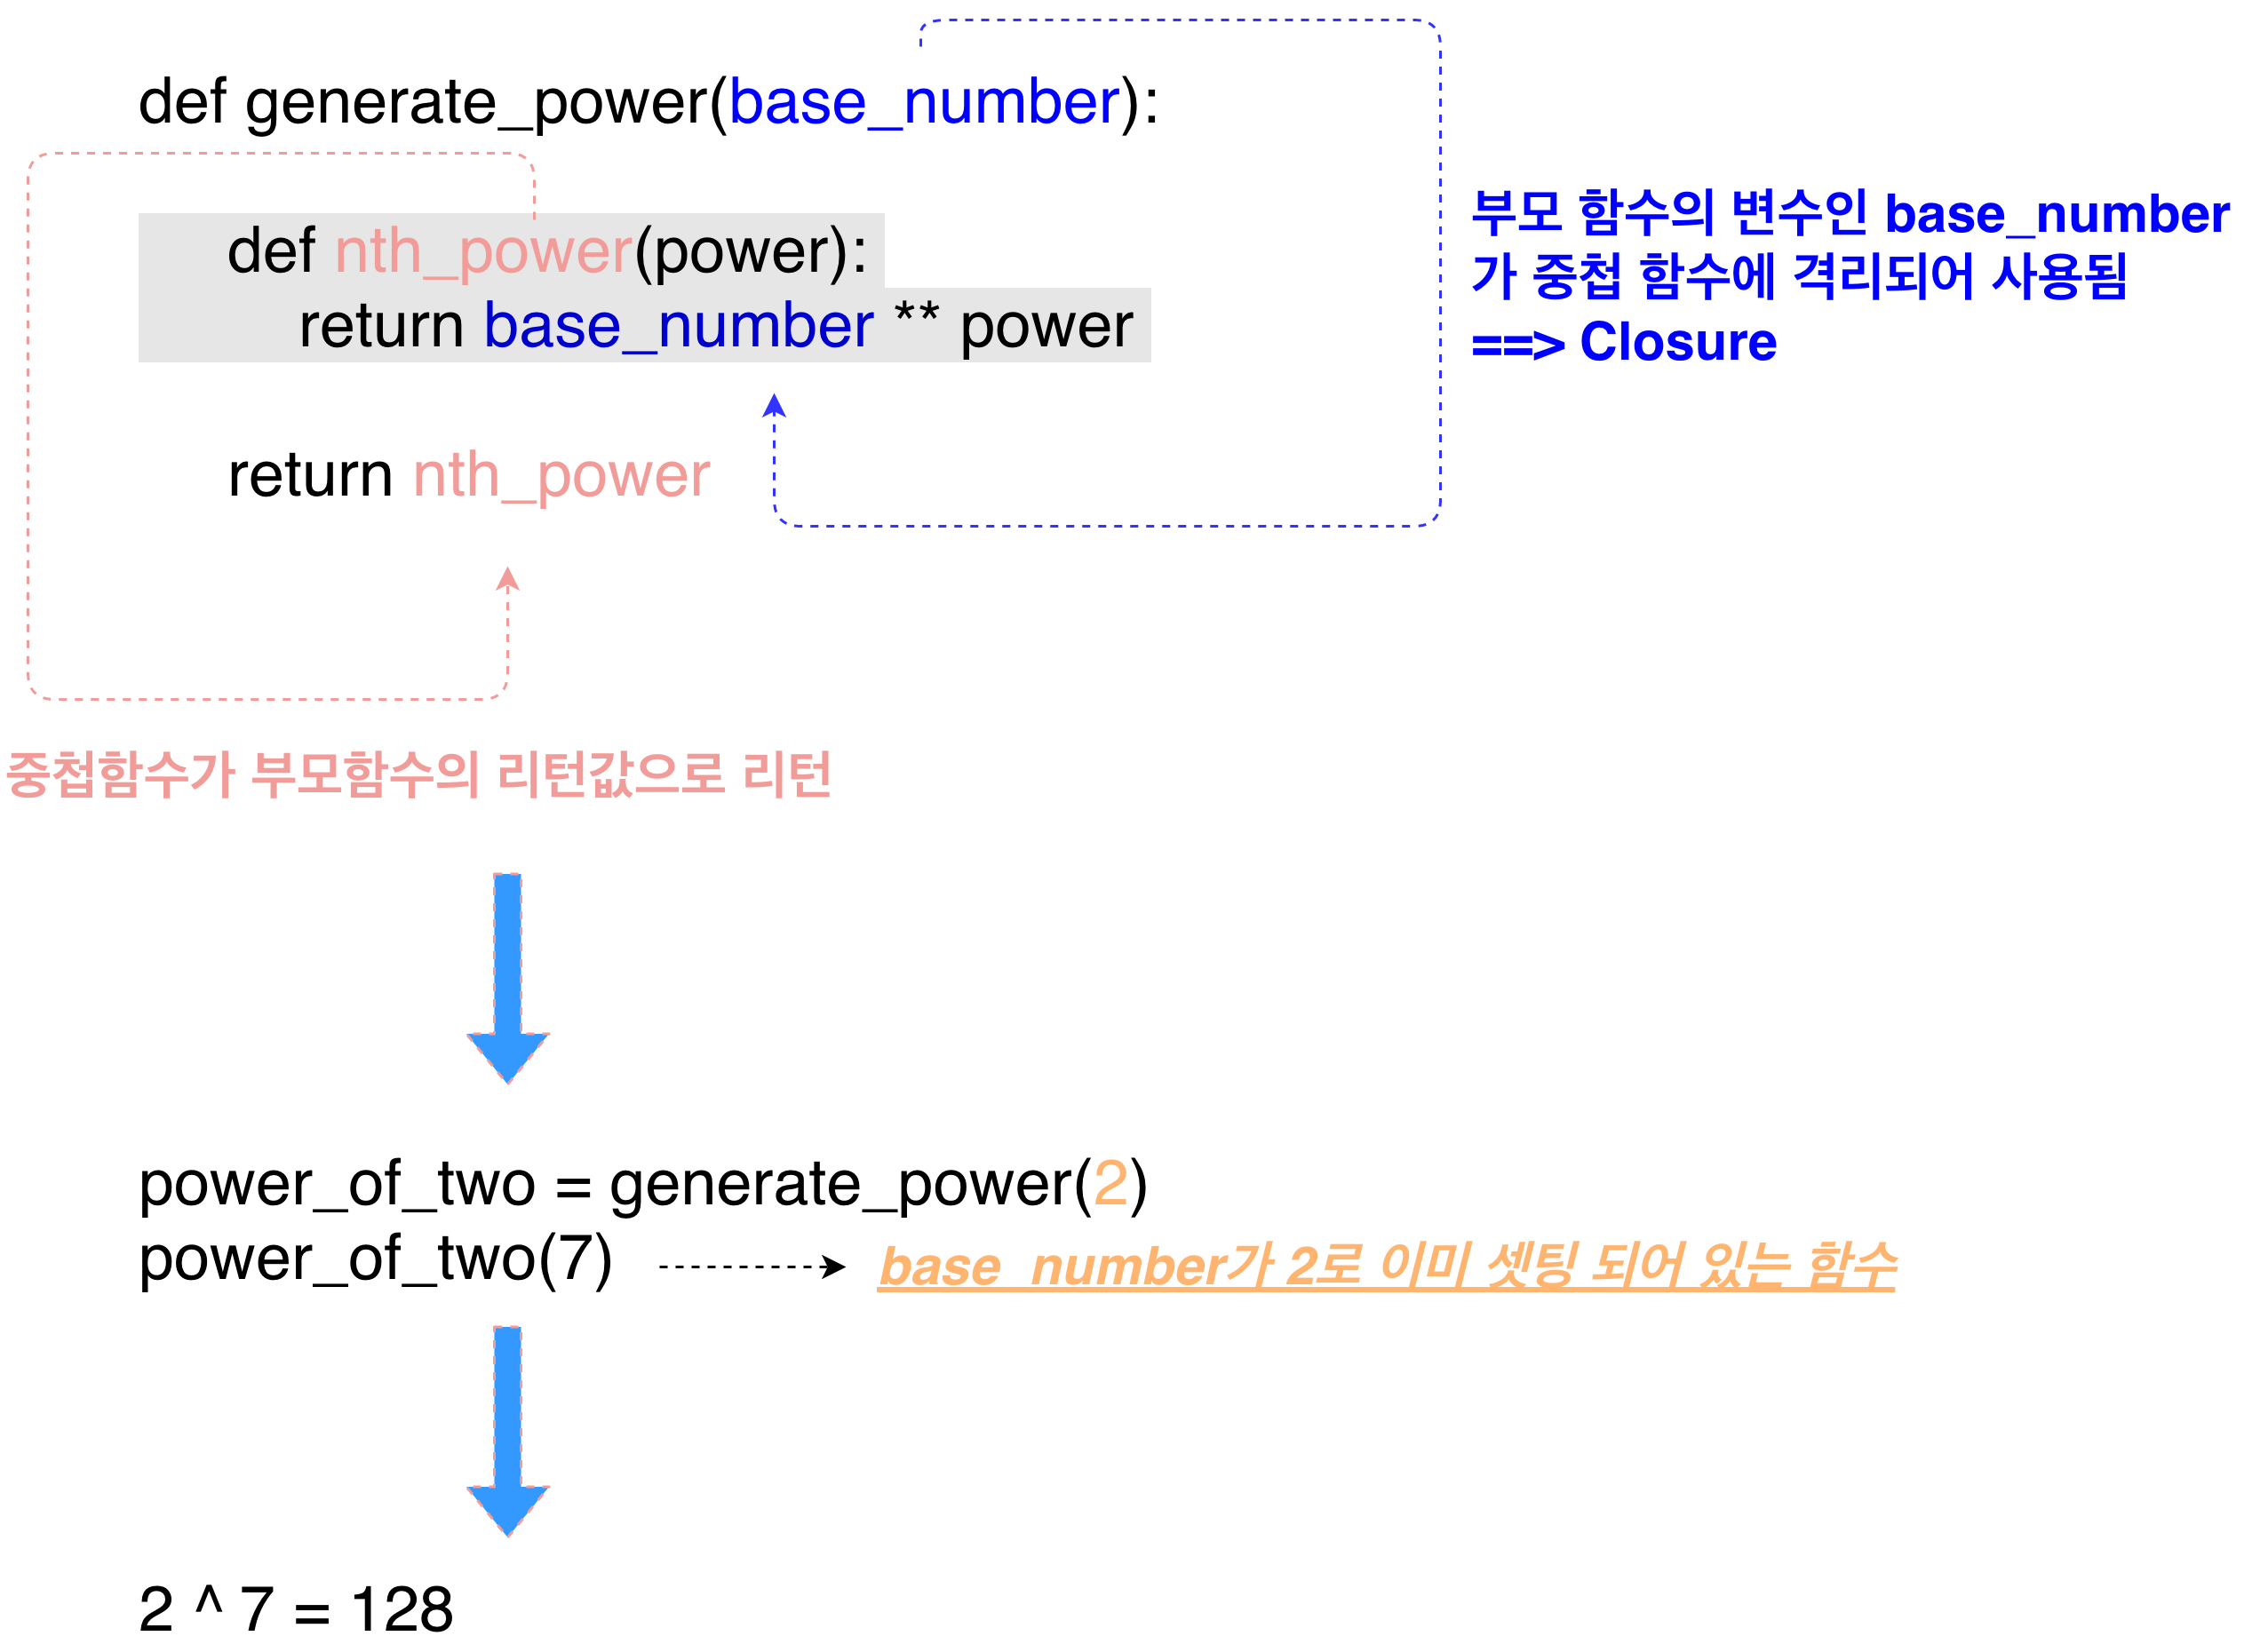 def generate_power(base_number):
def nth_power(power):
return base_number ** power
return nth_power
부모 함수의 변수인 base_number
가 중첩 함수에 격리되어 사용됨
==> Closure
중첩함수가 부모함수의 리턴값으로 리턴
power_of_two = generate_power(2)
power_of_two(7)
base_number가 2로 이미 셋팅 되어 있는 함수
2 ^ 7 = 128